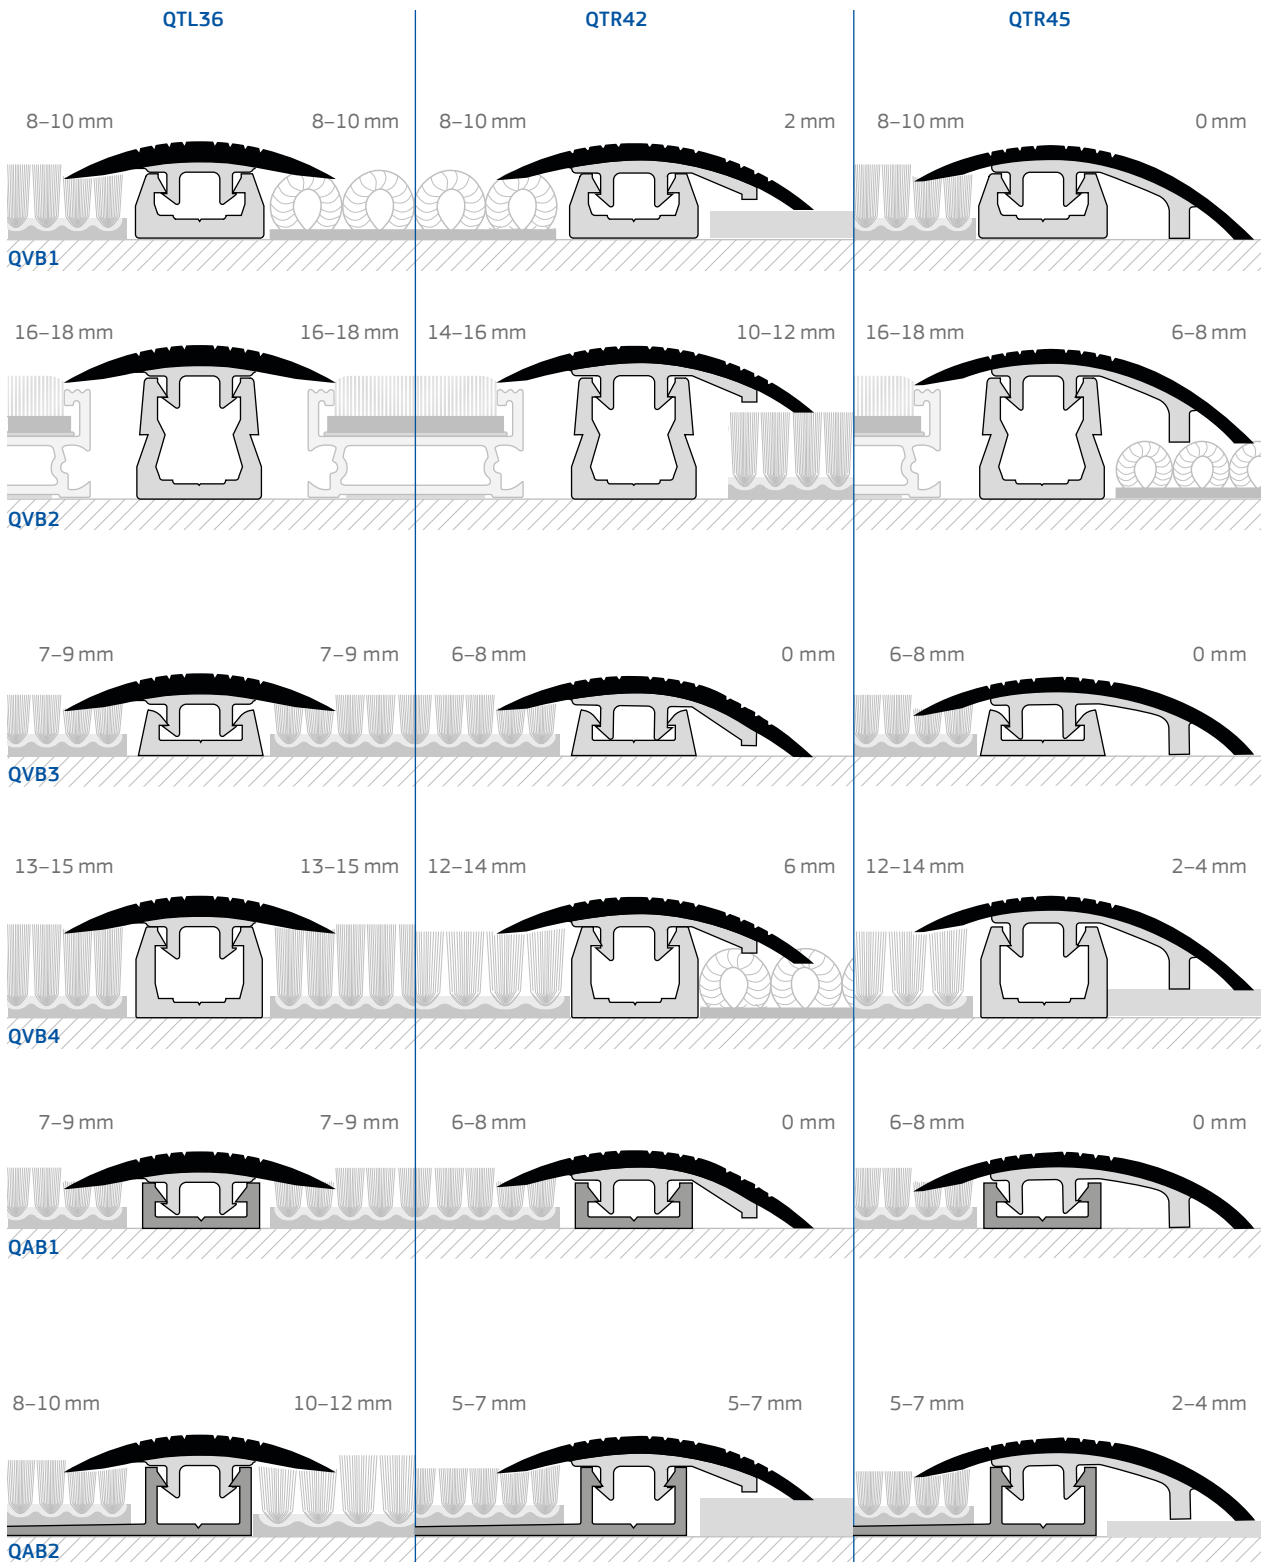 QTL36 QTR42 QTR45
8–10 mm 8–10 mm 8–10 mm 2 mm 8–10 mm 0 mm
QVB1
16–18 mm 16–18 mm 14–16 mm 10–12 mm 16–18 mm 6–8 mm
QVB2
7–9 mm 7–9 mm 6–8 mm 0 mm 6–8 mm 0 mm
QVB3
13–15 mm 13–15 mm 12–14 mm 6 mm 12–14 mm 2–4 mm
QVB4
7–9 mm 7–9 mm 6–8 mm 0 mm 6–8 mm 0 mm
QAB1
8–10 mm 10–12 mm 5–7 mm 5–7 mm 5–7 mm 2–4 mm
QAB2